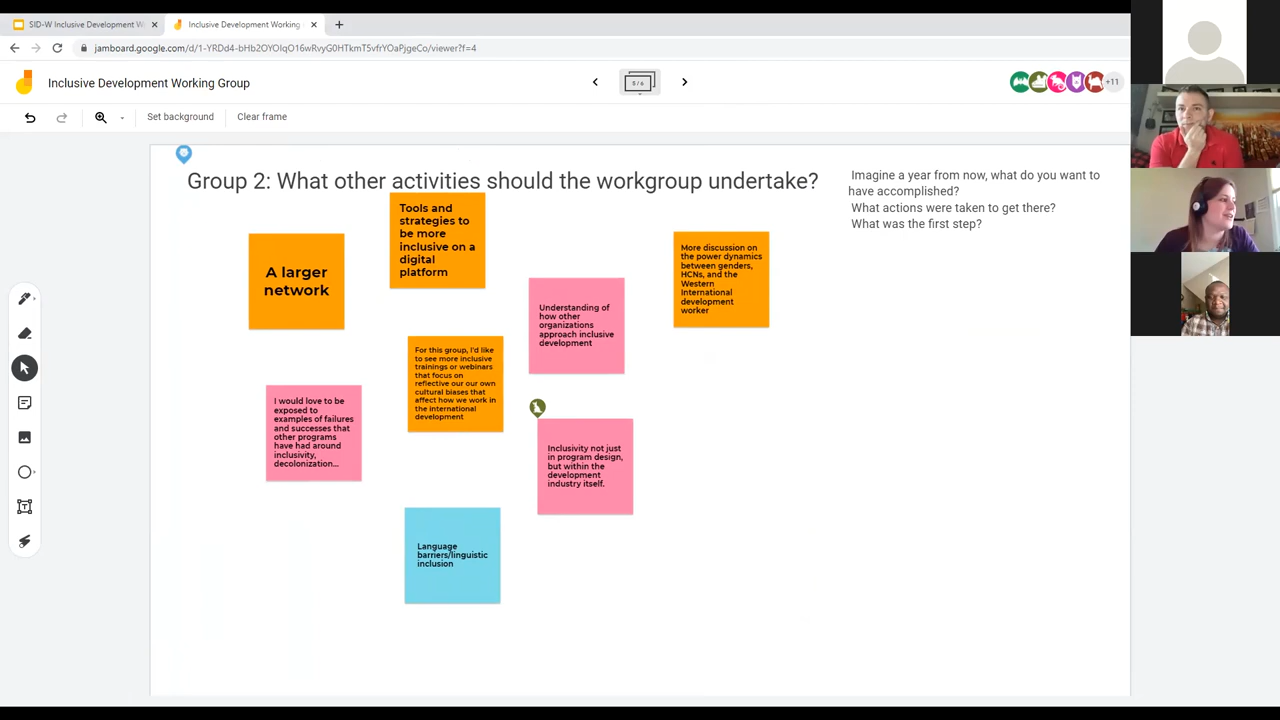 SID-W Inclusive Development W
Inclusive Development Working
jamboard.google.com/d/1-YRDd4-bHb2OYOIqO16wRvyG0HTkmT5vfrYOaPjgeCo/viewer?f=4
Inclusive Development Working Group
5 / 6
+11
Set background
Clear frame
Group 2: What other activities should the workgroup undertake?
Imagine a year from now, what do you want to
have accomplished?
What actions were taken to get there?
What was the first step?
A larger
network
Tools and
strategies to
be more
inclusive on a
digital
platform
More discussion on
the power dynamics
between genders,
HCNs, and the
Western
International
development
worker
Understanding of
how other
organizations
approach inclusive
development
For this group, I'd like
to see more inclusive
trainings or webinars
that focus on
reflective our our own
cultural biases that
affect how we work in
the international
development
I would love to be
exposed to
examples of failures
and successes that
other programs
have had around
inclusivity,
decolonization...
Inclusivity not just
in program design,
but within the
development
industry itself.
Language
barriers/linguistic
inclusion